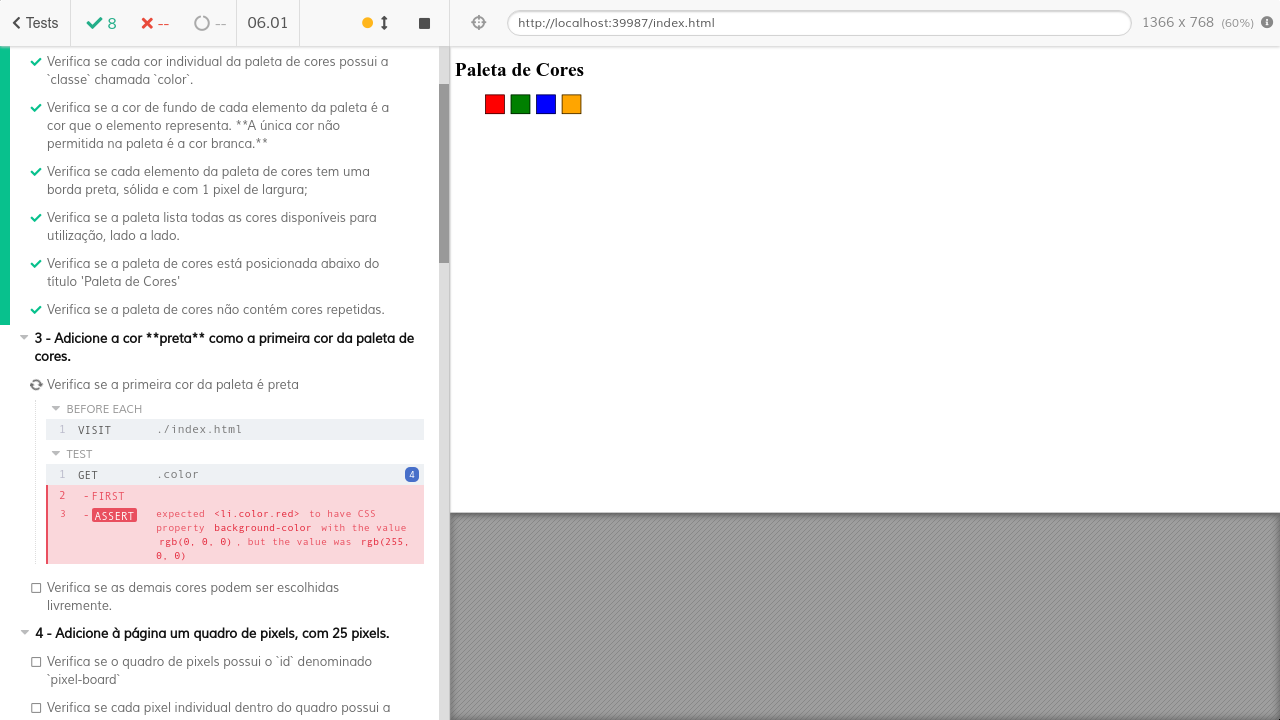 Tests
8
--
--
06.01
http://localhost:39987/index.html
1366 x 768 (60%)
Verifica se cada cor individual da paleta de cores possui a
`classe` chamada `color`.
Verifica se a cor de fundo de cada elemento da paleta é a
cor que o elemento representa. **A única cor não
permitida na paleta é a cor branca.**
Verifica se cada elemento da paleta de cores tem uma
borda preta, sólida e com 1 pixel de largura;
Verifica se a paleta lista todas as cores disponíveis para
utilização, lado a lado.
Verifica se a paleta de cores está posicionada abaixo do
título 'Paleta de Cores'
Verifica se a paleta de cores não contém cores repetidas.
3 - Adicione a cor **preta** como a primeira cor da paleta de
cores.
Verifica se a primeira cor da paleta é preta
BEFORE EACH
1 VISIT ./index.html
TEST
1 GET .color 4
2 - FIRST
3 - ASSERT expected <li.color.red> to have CSS
property background-color with the value
rgb(0, 0, 0) , but the value was rgb(255,
0, 0)
Verifica se as demais cores podem ser escolhidas
livremente.
4 - Adicione à página um quadro de pixels, com 25 pixels.
Verifica se o quadro de pixels possui o `id` denominado
`pixel-board`
Verifica se cada pixel individual dentro do quadro possui a
Paleta de Cores